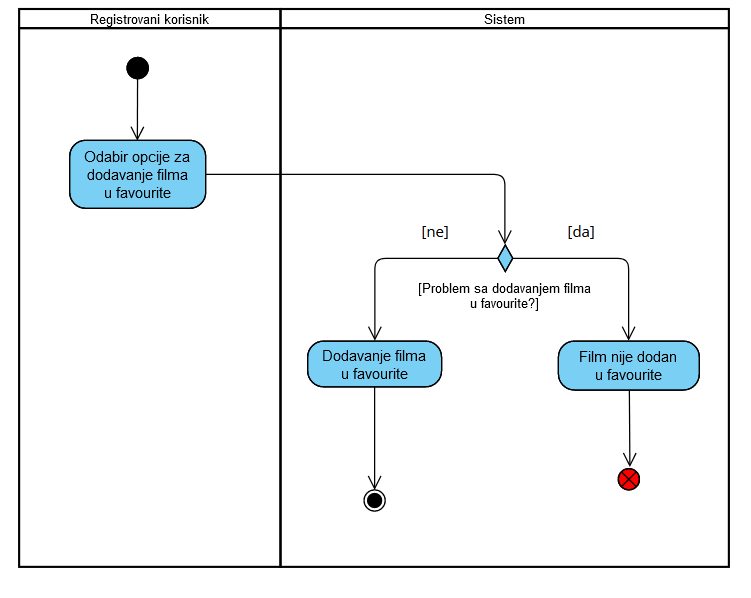 Registrovani korisnik
Sistem
Odabir opcije za
dodavanje filma
u favourite
[ne]
[da]
[Problem sa dodavanjem filma
u favourite?]
Dodavanje filma
u favourite
Film nije dodan
u favourite